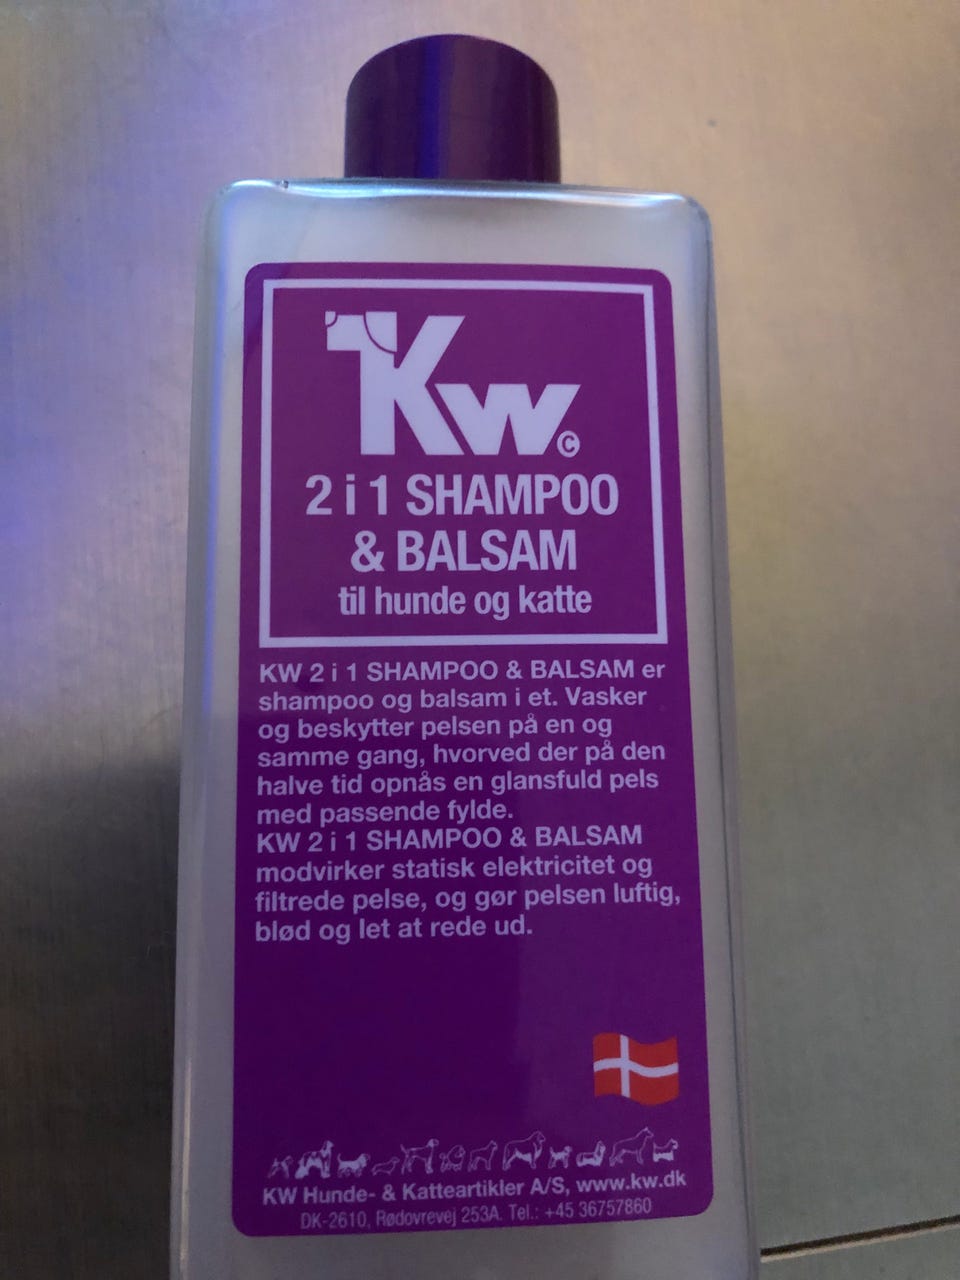 KW ©
2 i 1 SHAMPOO
& BALSAM
til hunde og katte
KW 2 i 1 SHAMPOO & BALSAM er
shampoo og balsam i et. Vasker
og beskytter pelsen på en og
samme gang, hvorved der på den
halve tid opnås en glansfuld pels
med passende fylde.
KW 2 i 1 SHAMPOO & BALSAM
modvirker statisk elektricitet og
filtrede pelse, og gør pelsen luftig,
blød og let at rede ud.
KW Hunde- & Katteartikler A/S, www.kw.dk
DK-2610, Rødovrevej 253A. Tel.: +45 36757860